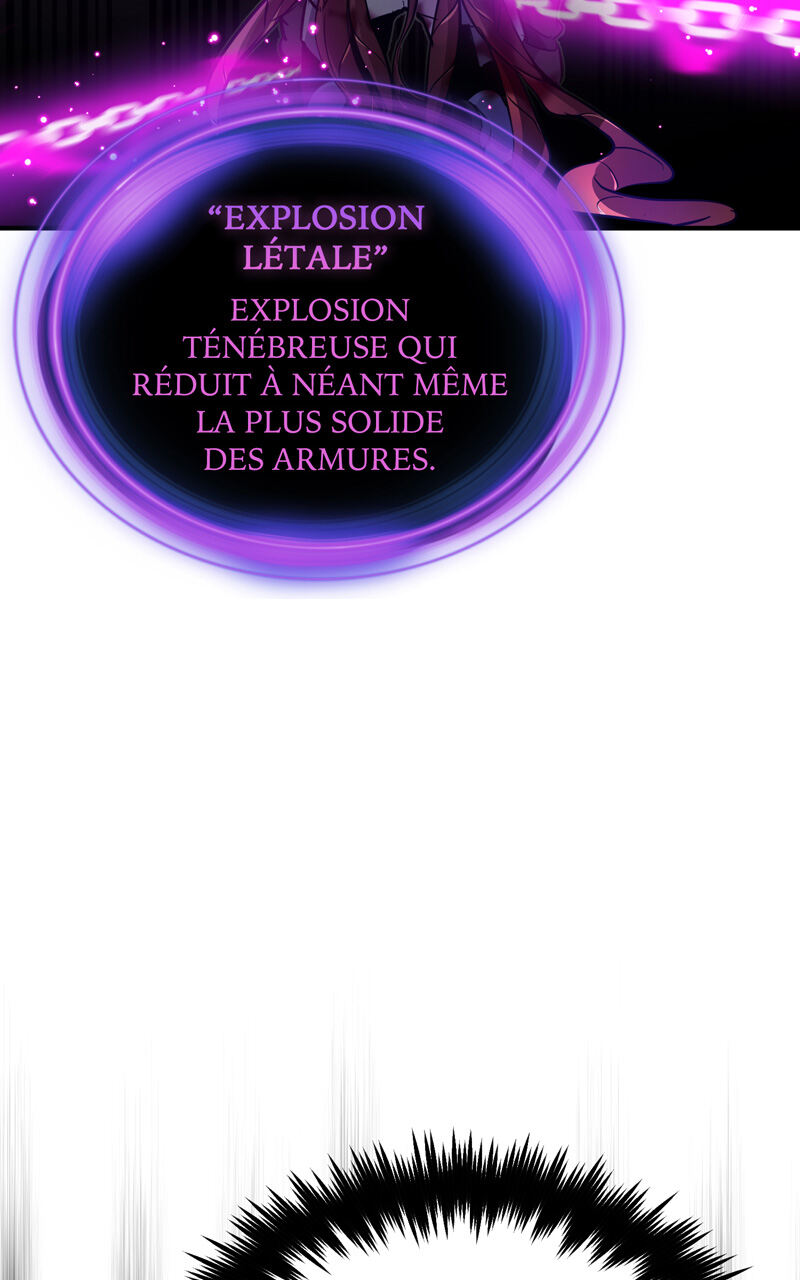 “EXPLOSION
LÉTALE”
EXPLOSION
TÉNÉBREUSE QUI
RÉDUIT À NÉANT MÊME
LA PLUS SOLIDE
DES ARMURES.